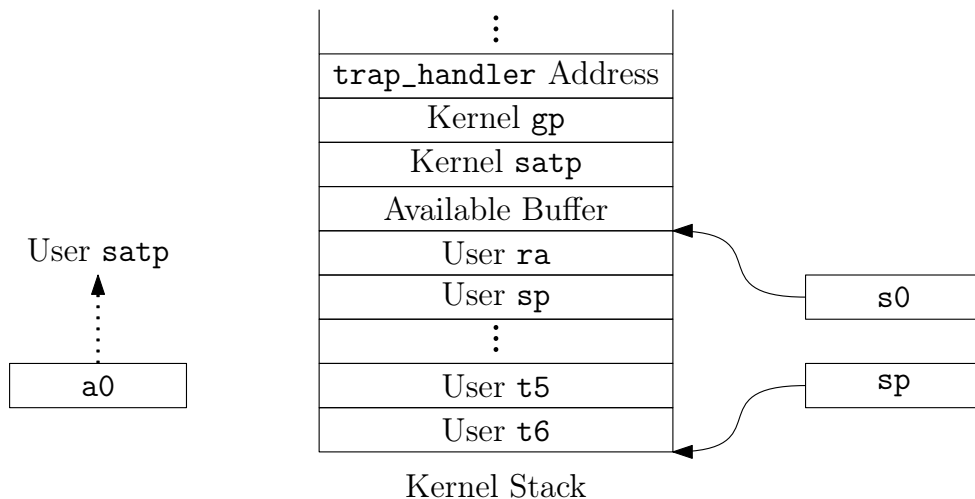 ⋮
trap_handler Address
Kernel gp
Kernel satp
Available Buffer
User ra
User sp
⋮
User t5
User t6
Kernel Stack
User satp
a0
s0
sp